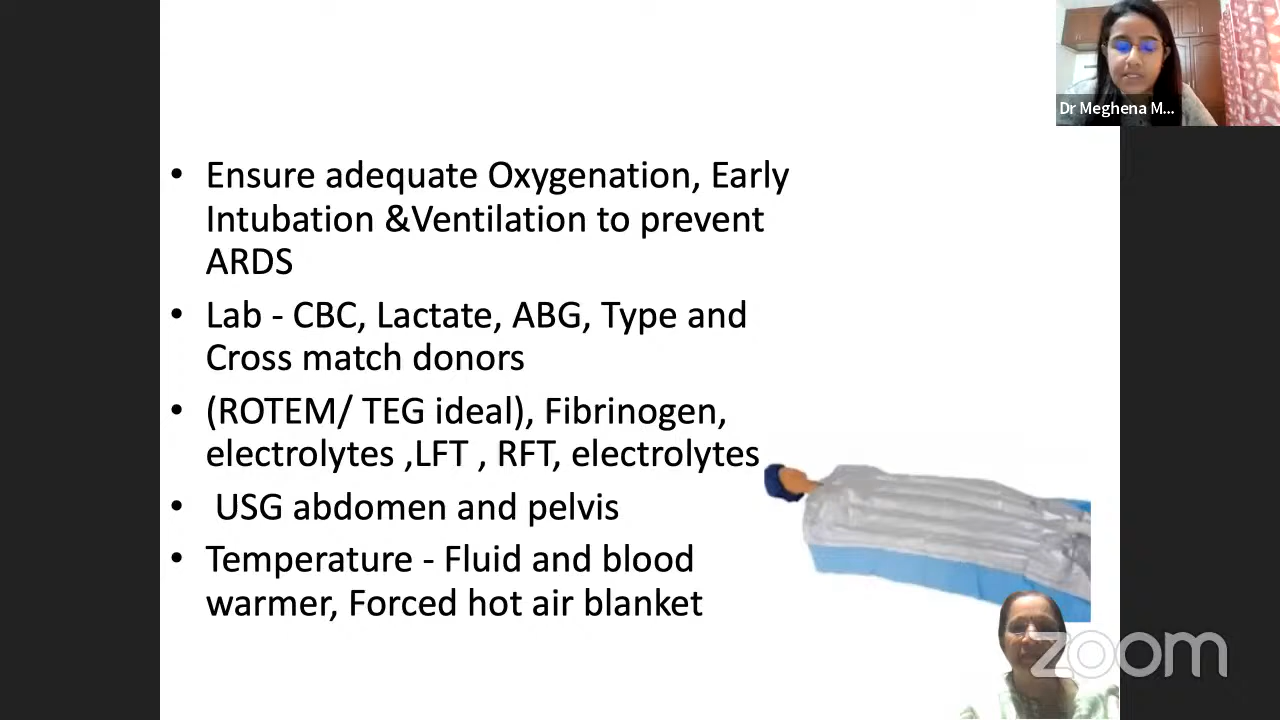 Dr Meghena M...
• Ensure adequate Oxygenation, Early
Intubation &Ventilation to prevent
ARDS
• Lab - CBC, Lactate, ABG, Type and
Cross match donors
• (ROTEM/ TEG ideal), Fibrinogen,
electrolytes ,LFT , RFT, electrolytes
• USG abdomen and pelvis
• Temperature - Fluid and blood
warmer, Forced hot air blanket
zoom